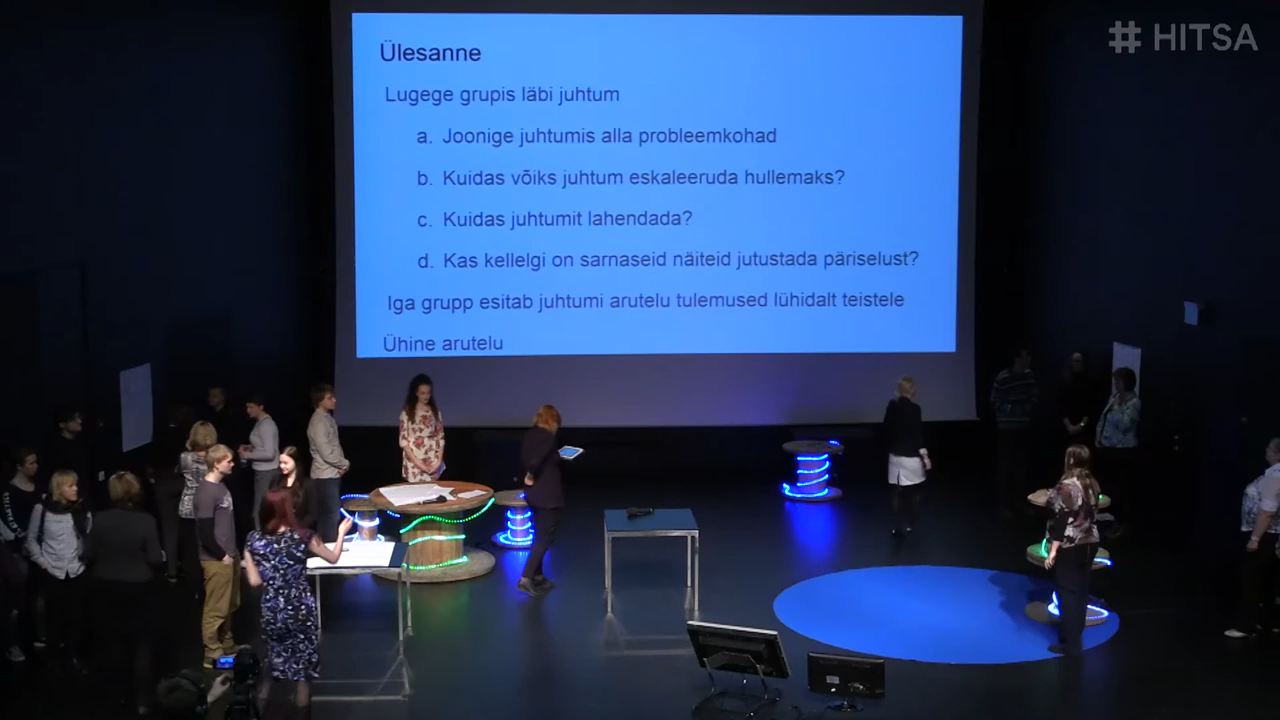 # HITSA
Ülesanne
Lugege grupis läbi juhtum
a. Joonige juhtumis alla probleemkohad
b. Kuidas võiks juhtum eskaleeruda hullemaks?
c. Kuidas juhtumit lahendada?
d. Kas kellelgi on sarnaseid näiteid jutustada päriselust?
Iga grupp esitab juhtumi arutelu tulemused lühidalt teistele
Ühine arutelu